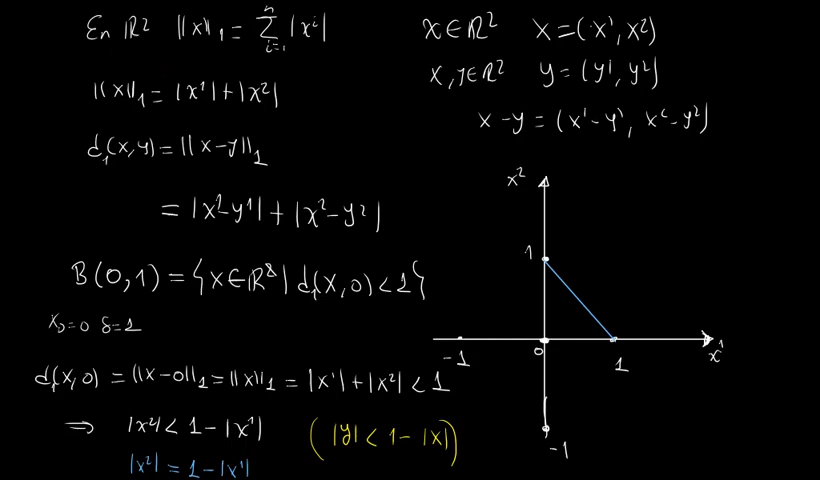 En ℝ² ||x||₁ = ∑ⁿᵢ₌₁ |xⁱ|
||x||₁ = |x¹| + |x²|
d₁(x,y) = ||x-y||₁
= |x¹-y¹| + |x²-y²|
B(0,1) = {x∈ℝ² | d₁(x,0) < 1}
x₀=0 δ=1
d₁(x,0) = ||x-0||₁ = ||x||₁ = |x¹| + |x²| < 1
⇒ |x²| < 1 - |x¹| (|y| < 1 - |x|)
|x²| = 1 - |x¹|
x∈ℝ² x = (x¹, x²)
x, y∈ℝ² y = (y¹, y²)
x-y = (x¹-y¹, x²-y²)
x²
1
-1 0 1 x¹
-1